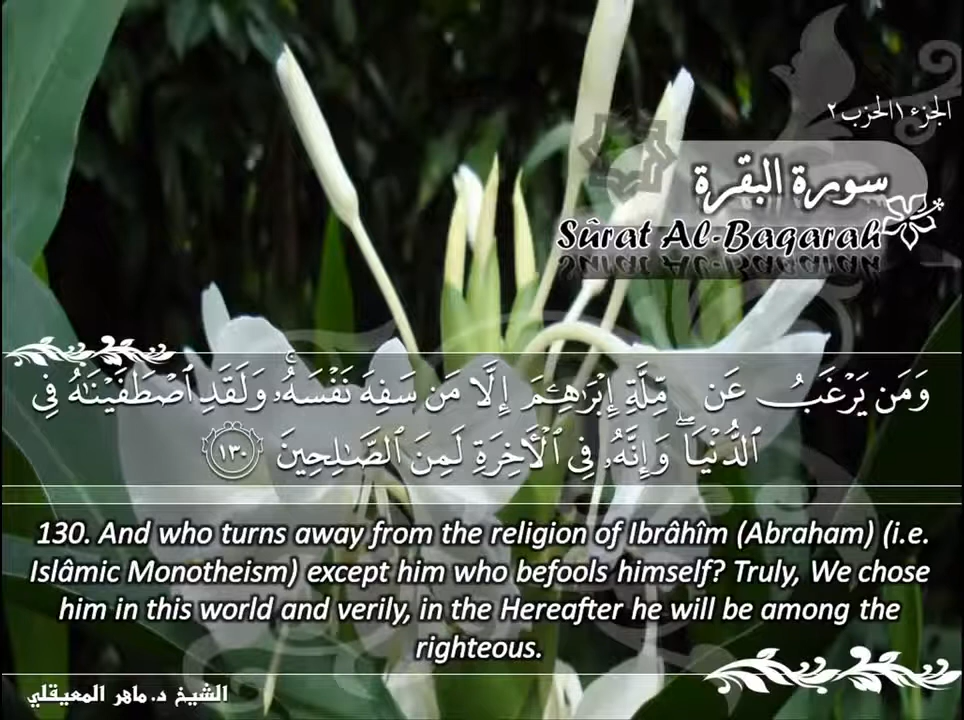 الجزء ١ الحزب ٢
سورة البقرة
Sûrat Al-Baqarah
وَمَن يَرْغَبُ عَن مِّلَّةِ إِبْرَٰهِـۧمَ إِلَّا مَن سَفِهَ نَفْسَهُۥ ۚ وَلَقَدِ ٱصْطَفَيْنَـٰهُ فِى
ٱلدُّنْيَا ۖ وَإِنَّهُۥ فِى ٱلْـَٔاخِرَةِ لَمِنَ ٱلصَّـٰلِحِينَ ١٣٠
130. And who turns away from the religion of Ibrâhîm (Abraham) (i.e.
Islâmic Monotheism) except him who befools himself? Truly, We chose
him in this world and verily, in the Hereafter he will be among the
righteous.
الشيخ د. ماهر المعيقلي